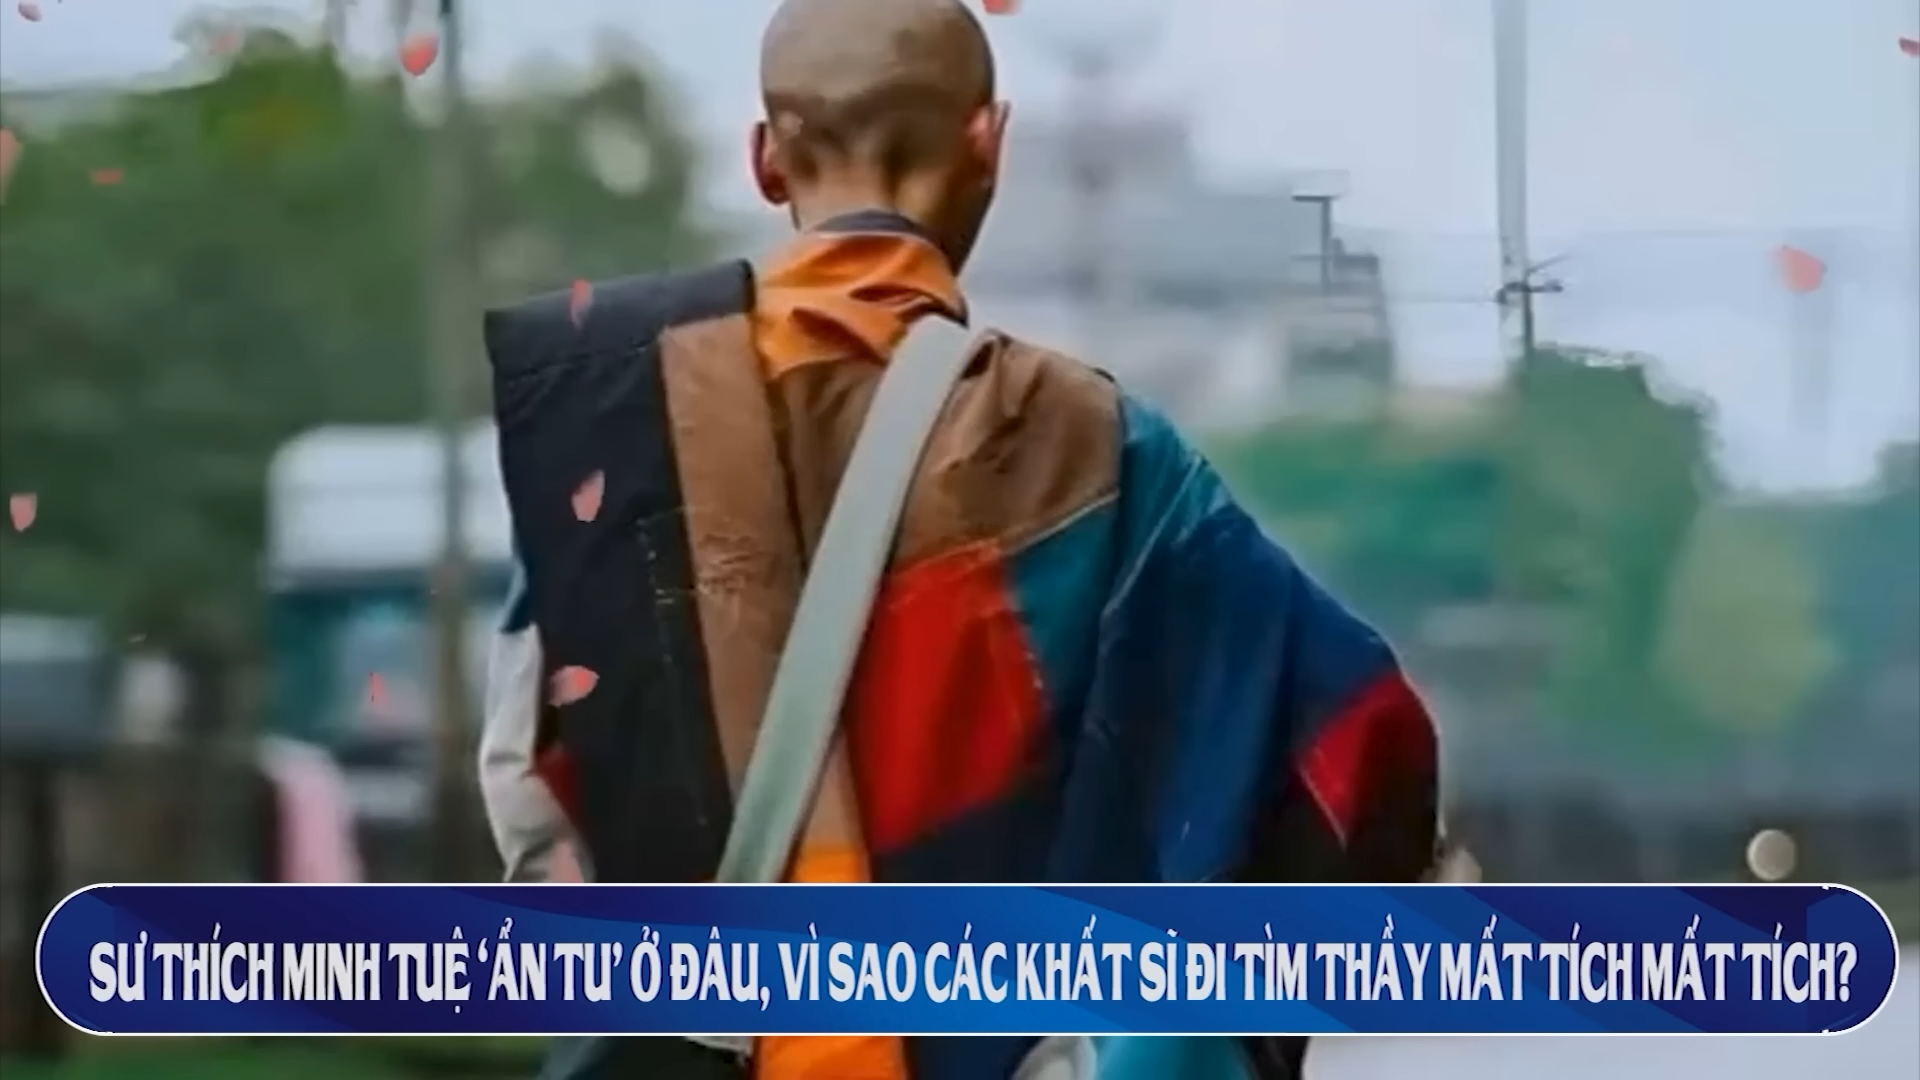 SƯ THÍCH MINH TUỆ ‘ẨN TU’ Ở ĐÂU, VÌ SAO CÁC KHẤT SĨ ĐI TÌM THẦY MẤT TÍCH MẤT TÍCH?